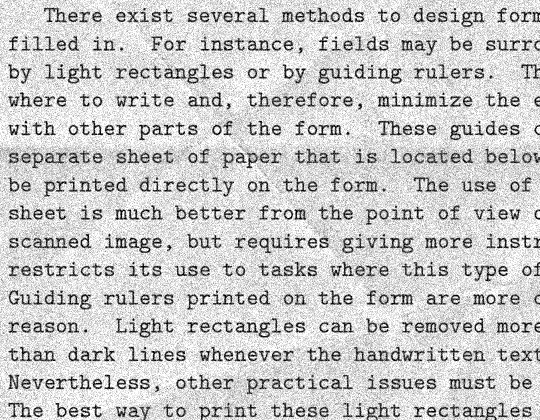 There exist several methods to design form
filled in. For instance, fields may be surro
by light rectangles or by guiding rulers. Th
where to write and, therefore, minimize the e
with other parts of the form. These guides c
separate sheet of paper that is located below
be printed directly on the form. The use of
sheet is much better from the point of view o
scanned image, but requires giving more instr
restricts its use to tasks where this type of
Guiding rulers printed on the form are more c
reason. Light rectangles can be removed more
than dark lines whenever the handwritten text
Nevertheless, other practical issues must be
The best way to print these light rectangles